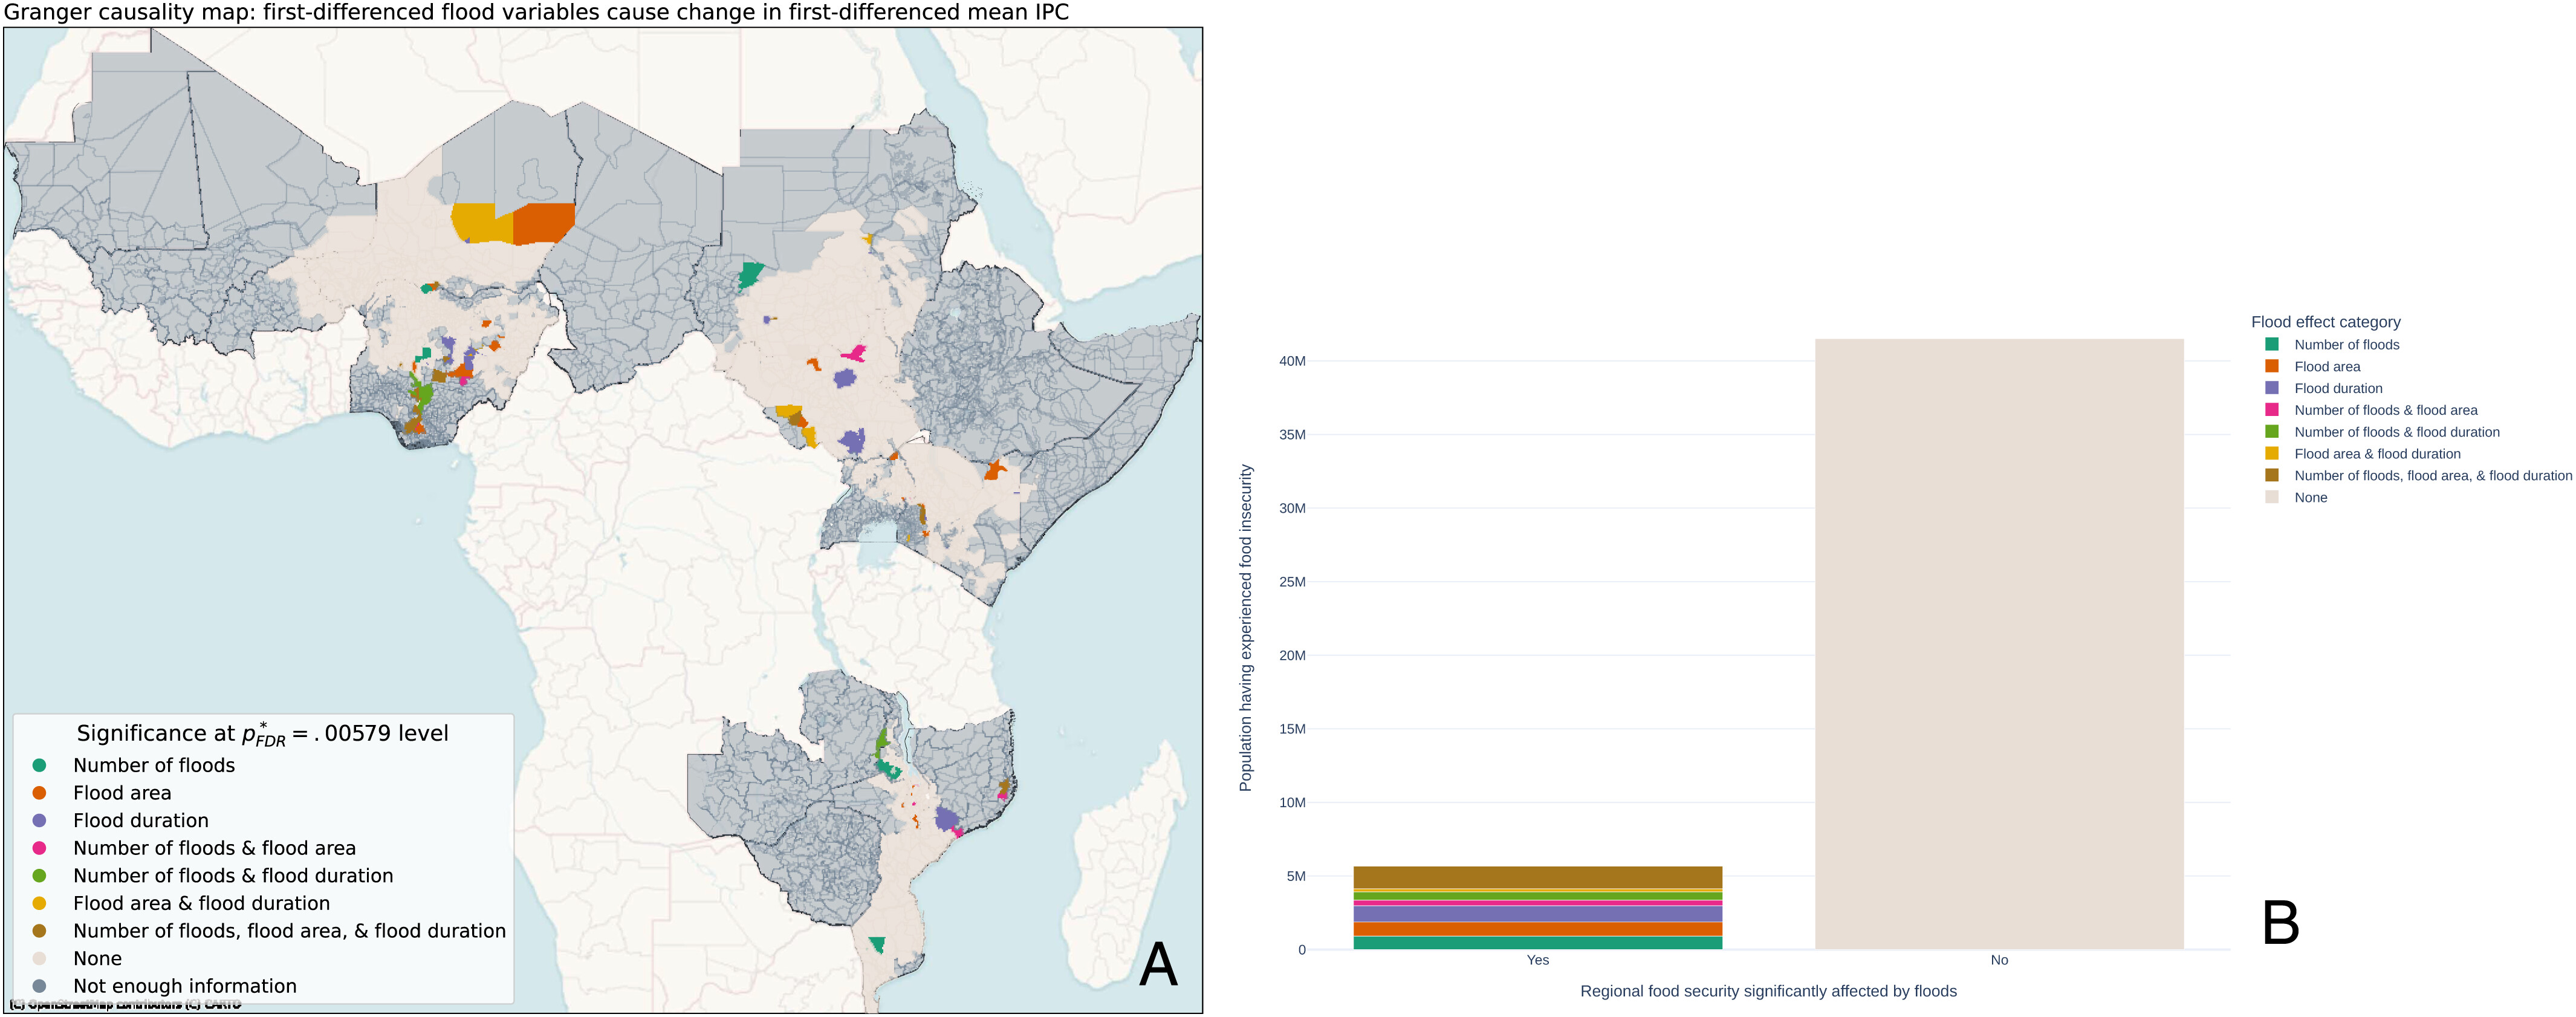 Granger causality map: first-differenced flood variables cause change in first-differenced mean IPC
Significance at p*FDR = .00579 level
Number of floods
Flood area
Flood duration
Number of floods & flood area
Number of floods & flood duration
Flood area & flood duration
Number of floods, flood area, & flood duration
None
Not enough information
(C) OpenStreetMap contributors (C) CARTO
A
Population having experienced food insecurity
40M
35M
30M
25M
20M
15M
10M
5M
0
Yes
No
Regional food security significantly affected by floods
Flood effect category
Number of floods
Flood area
Flood duration
Number of floods & flood area
Number of floods & flood duration
Flood area & flood duration
Number of floods, flood area, & flood duration
None
B